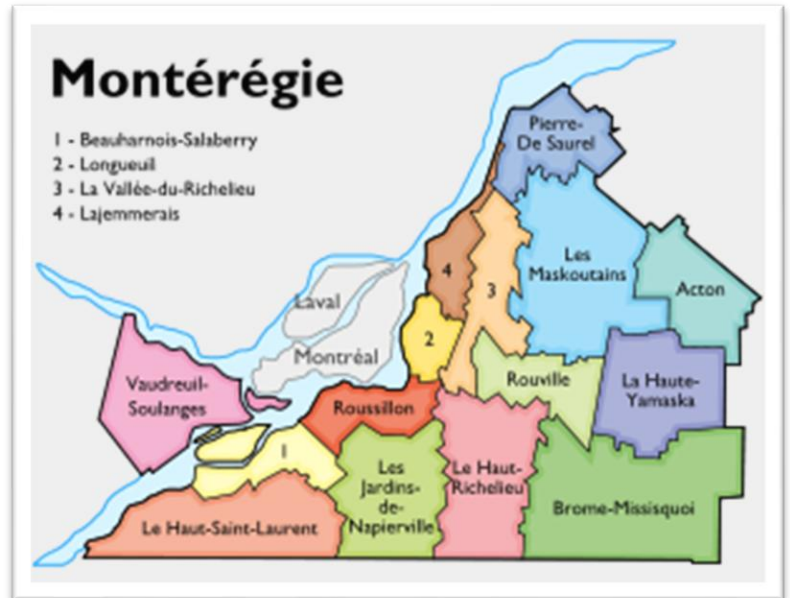 Montérégie
1 - Beauharnois-Salaberry
2 - Longueuil
3 - La Vallée-du-Richelieu
4 - Lajemmerais
Pierre-
De Saurel
Les
Maskoutains
Acton
4
3
2
Laval
Montréal
Rouville
La Haute-
Yamaska
Vaudreuil-
Soulanges
Roussillon
1
Les
Jardins-
de-
Napierville
Le Haut-
Richelieu
Brome-Missisquoi
Le Haut-Saint-Laurent